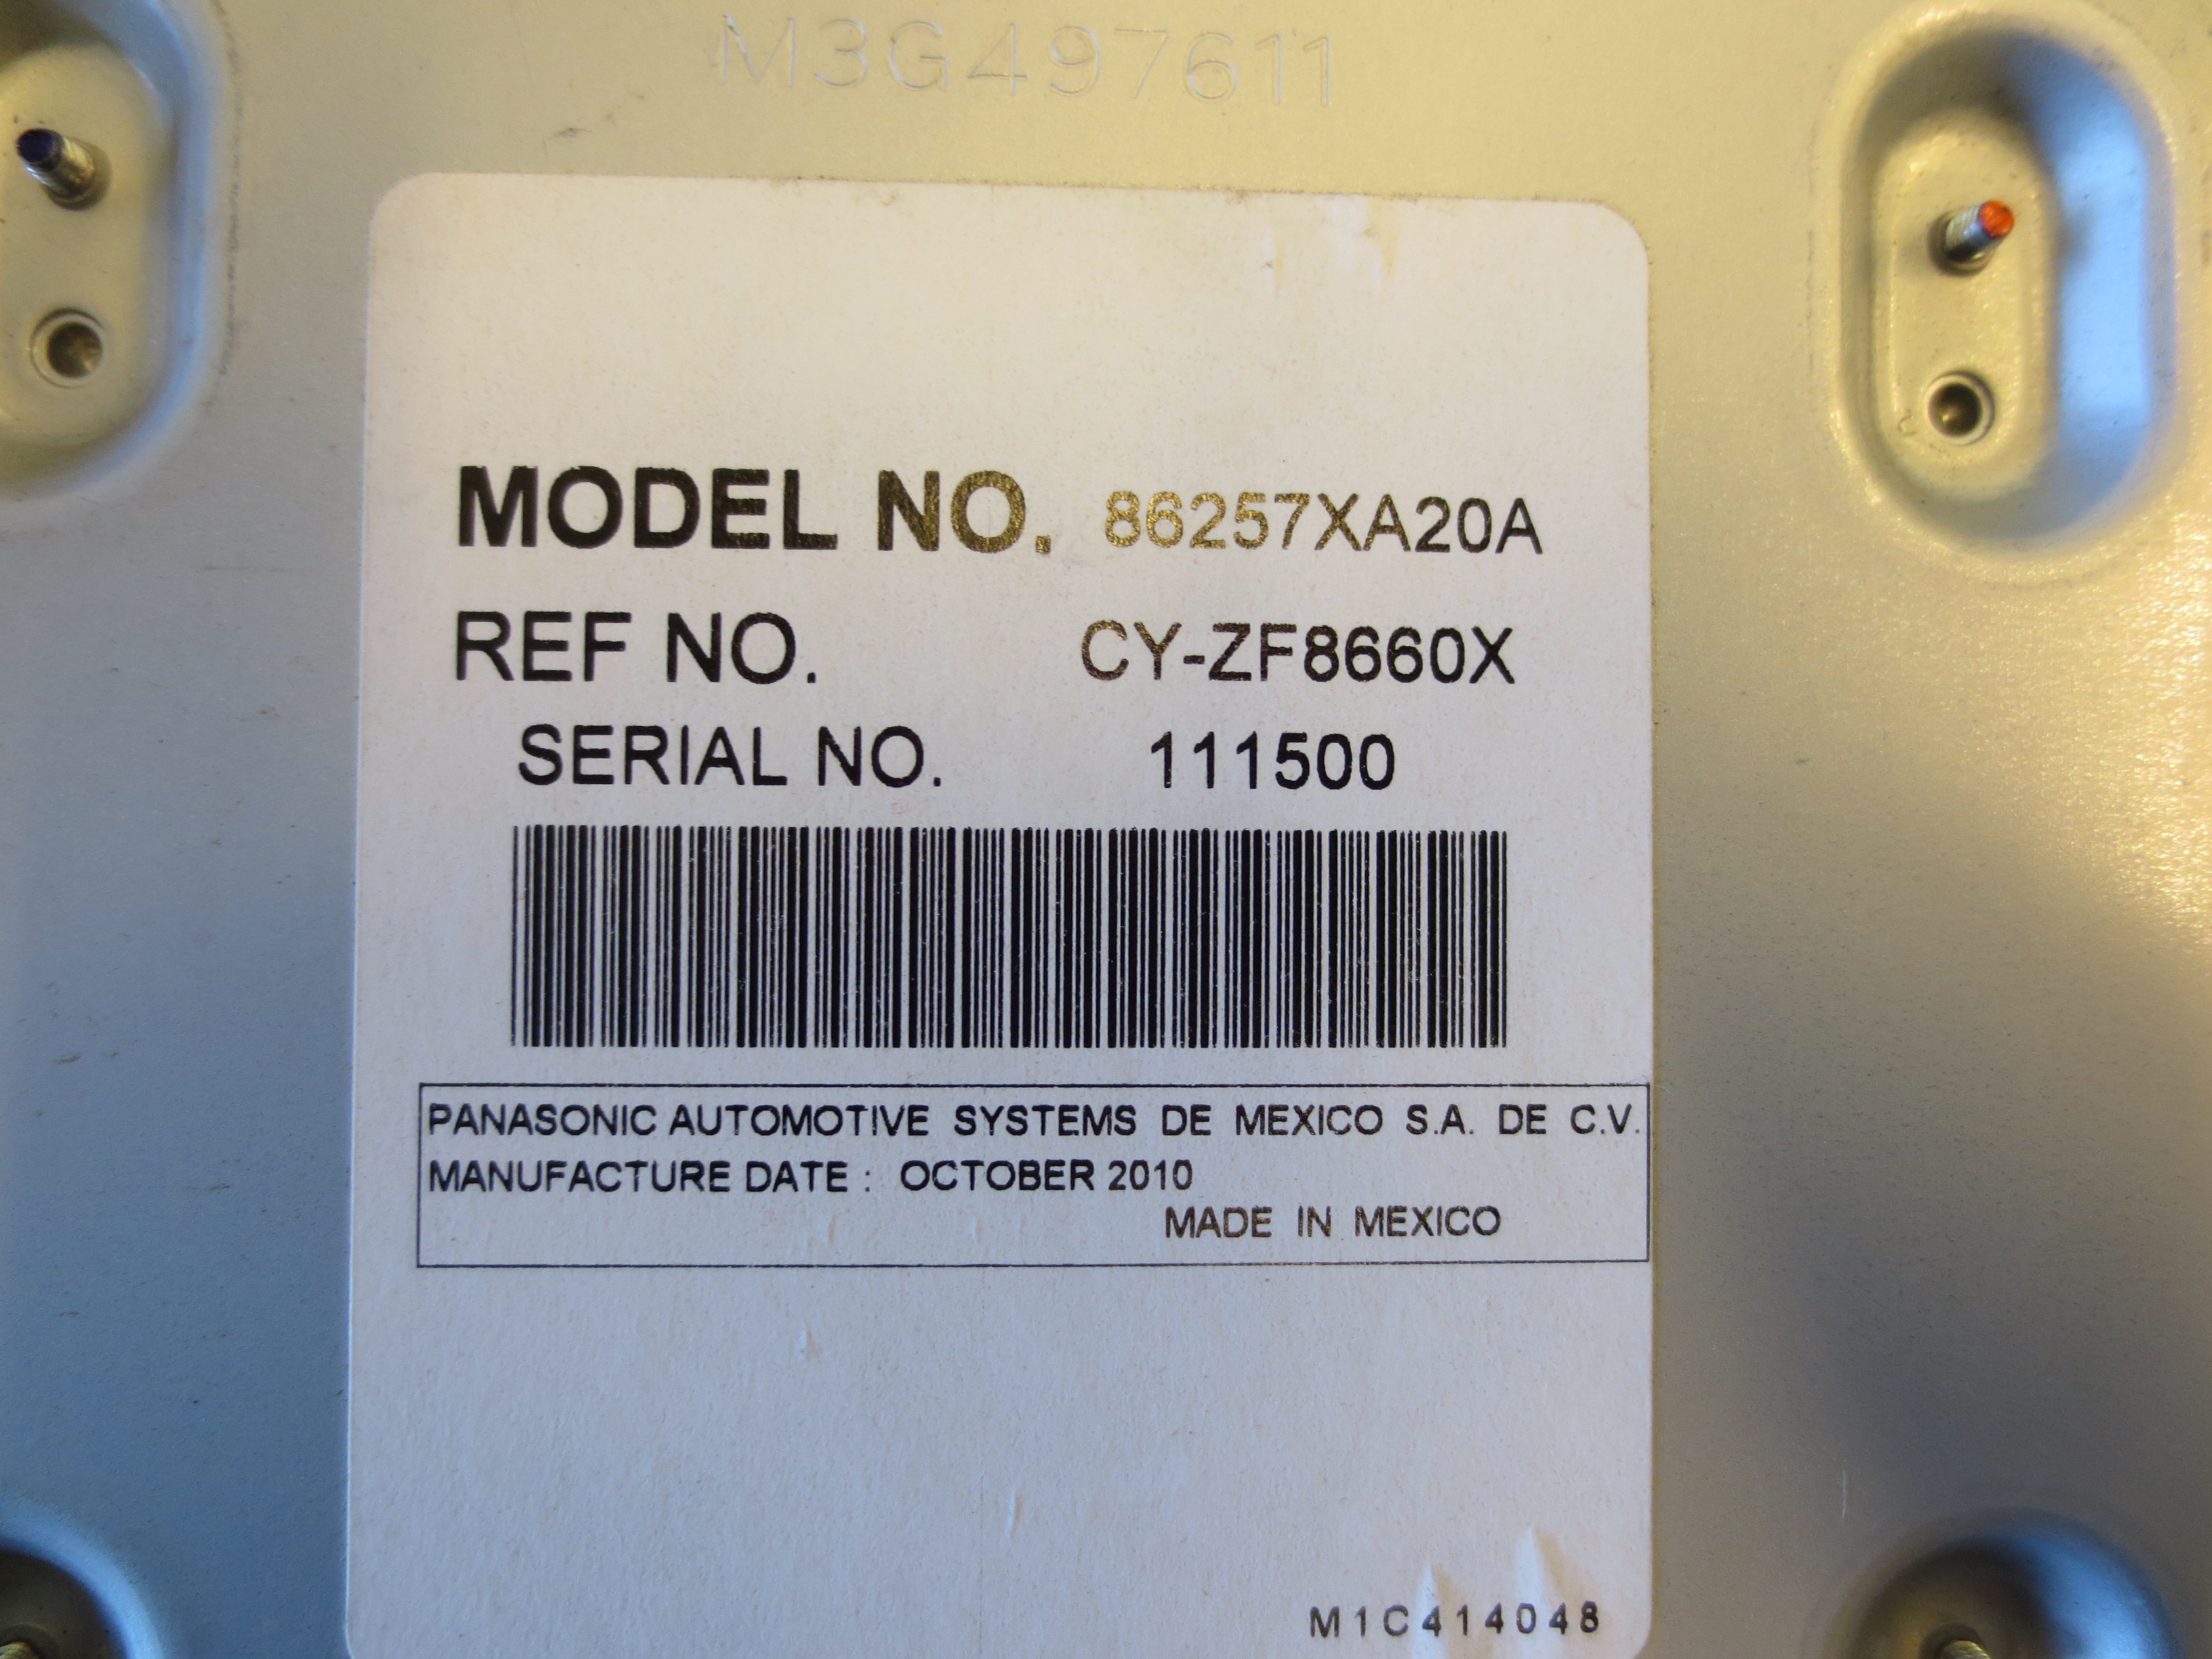 M3G497611
MODEL NO. 86257XA20A
REF NO. CY-ZF8660X
SERIAL NO. 111500
PANASONIC AUTOMOTIVE SYSTEMS DE MEXICO S.A. DE C.V.
MANUFACTURE DATE : OCTOBER 2010
MADE IN MEXICO
M1C414048